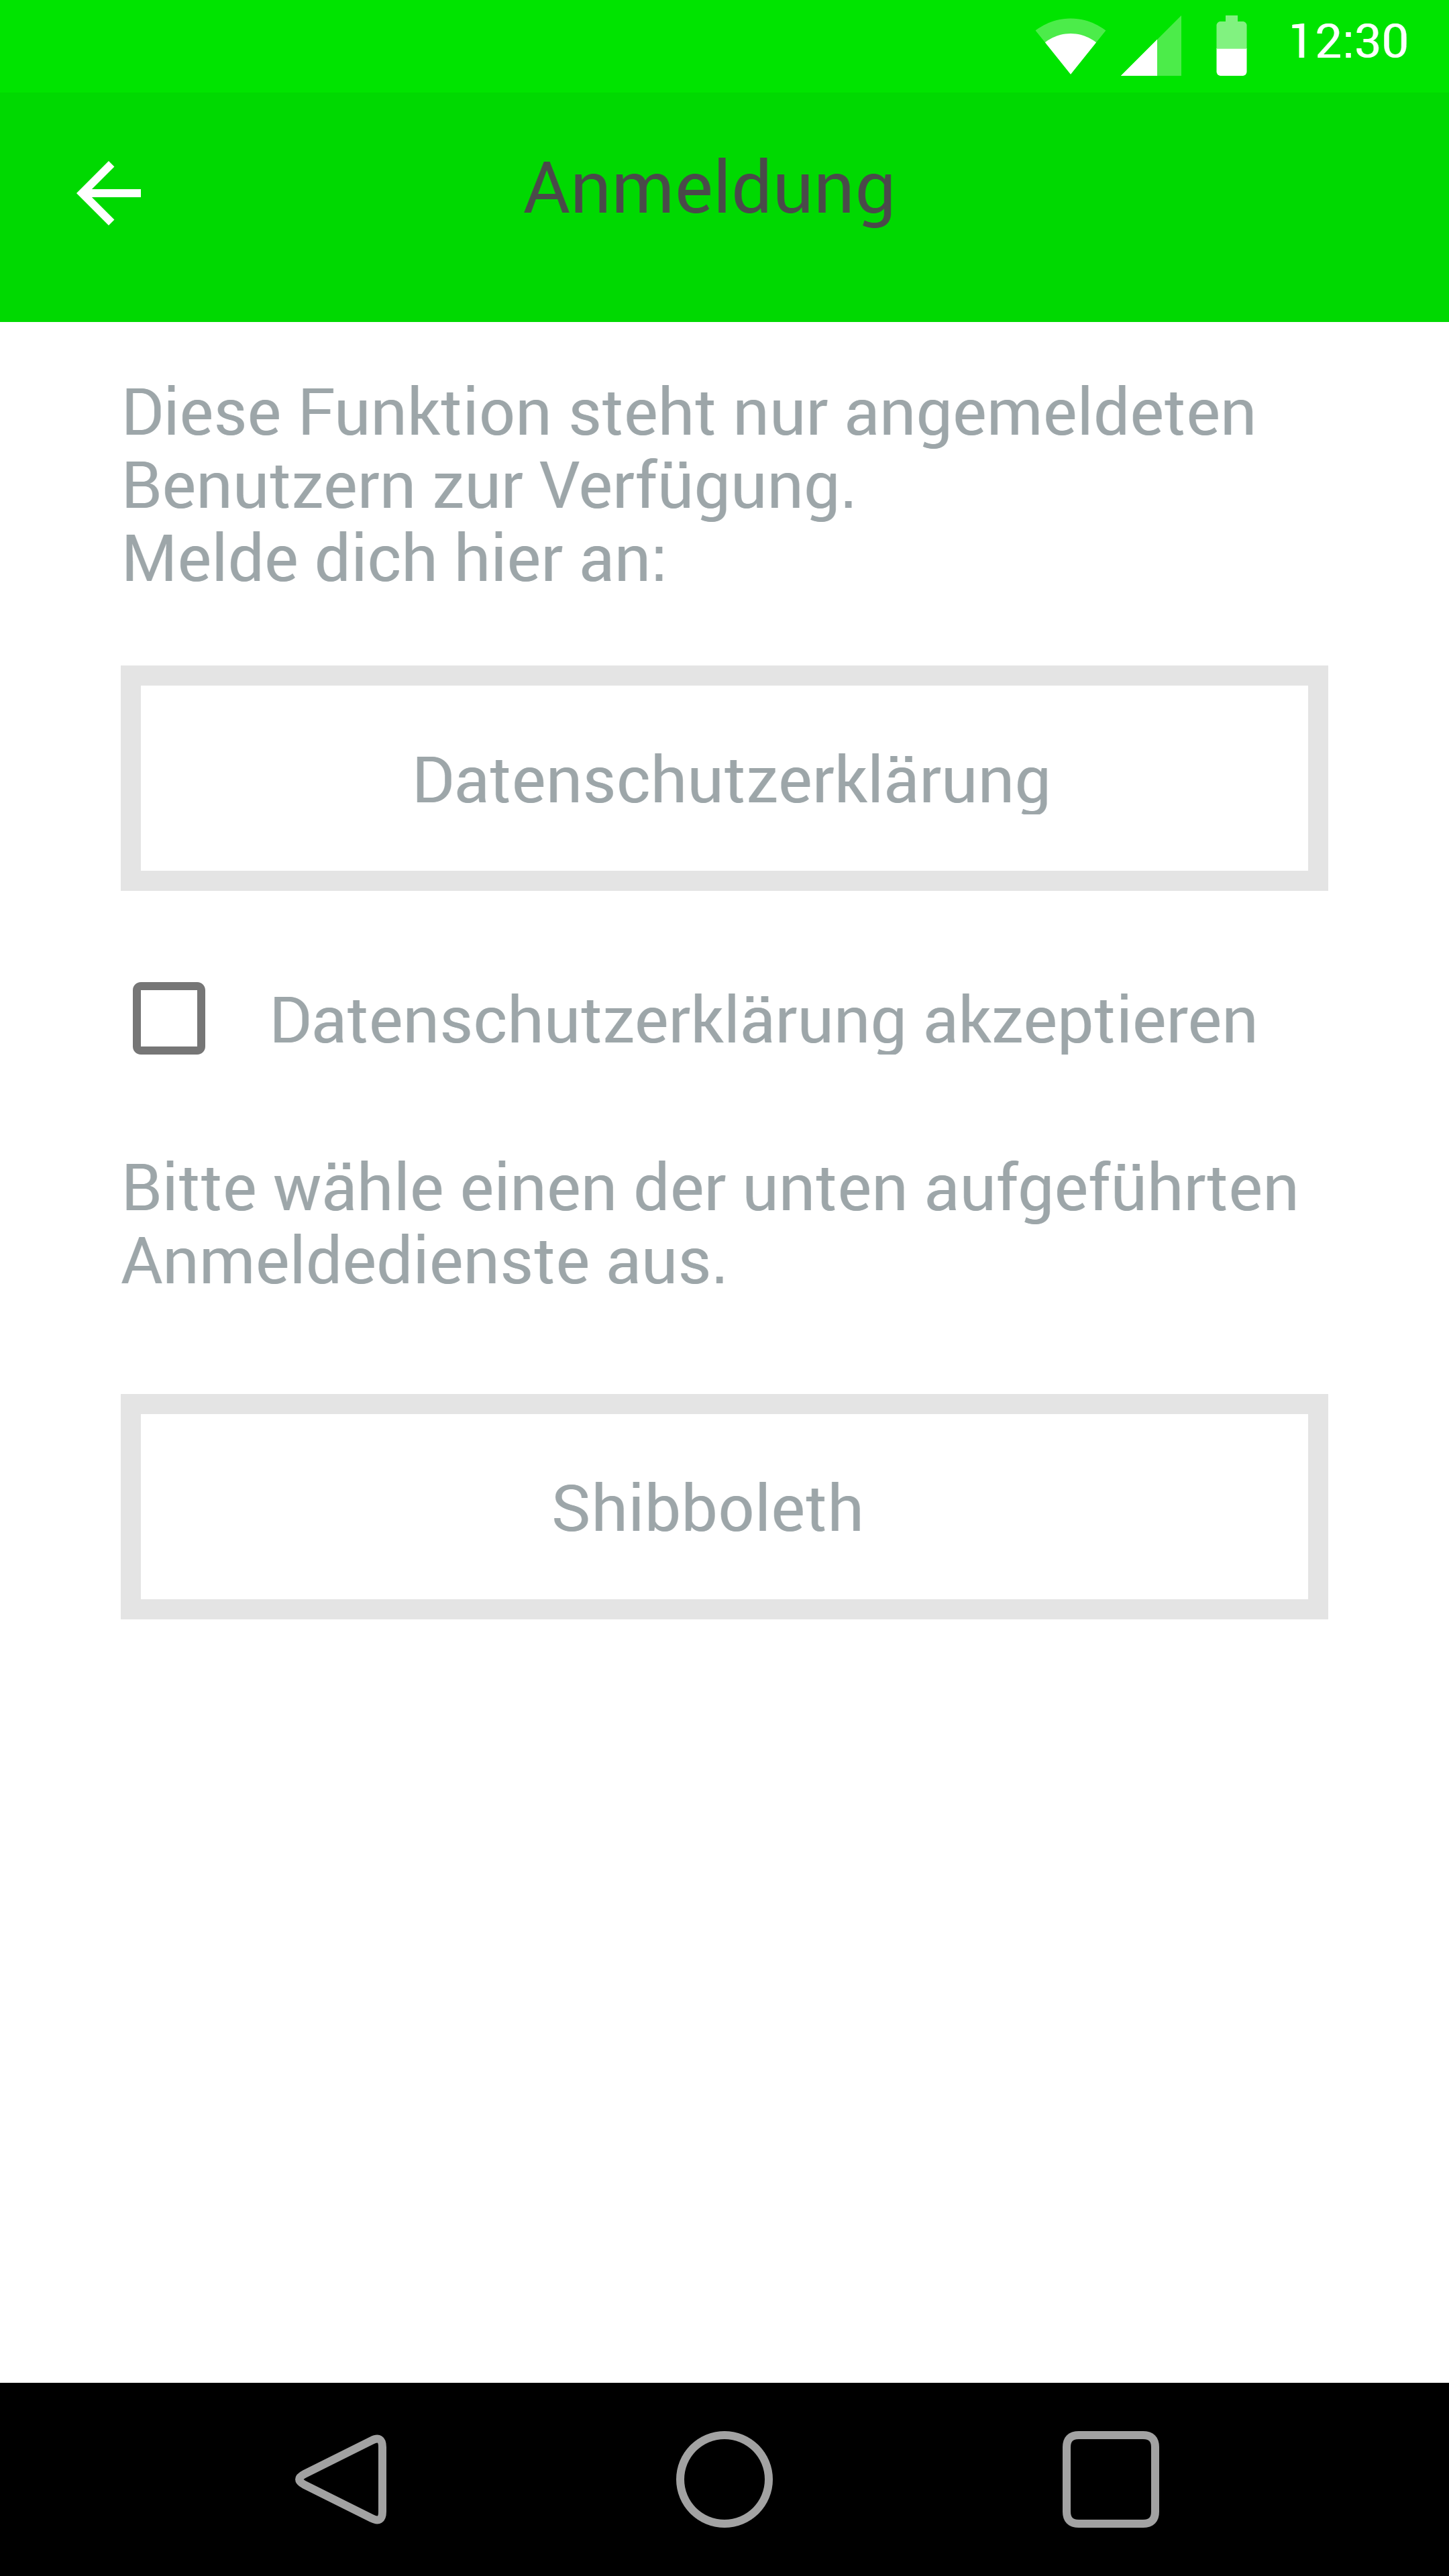 12:30
Anmeldung
Diese Funktion steht nur angemeldeten
Benutzern zur Verfügung.
Melde dich hier an:
Datenschutzerklärung
Datenschutzerklärung akzeptieren
Bitte wähle einen der unten aufgeführten
Anmeldedienste aus.
Shibboleth